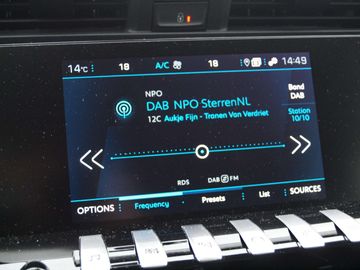 14°C 18 A/C 18 14:49
NPO
DAB NPO SterrenNL
12C Aukje Fijn - Tranen Van Verdriet
Band
DAB
Station
10/10
RDS DAB FM
OPTIONS Frequency Presets List SOURCES